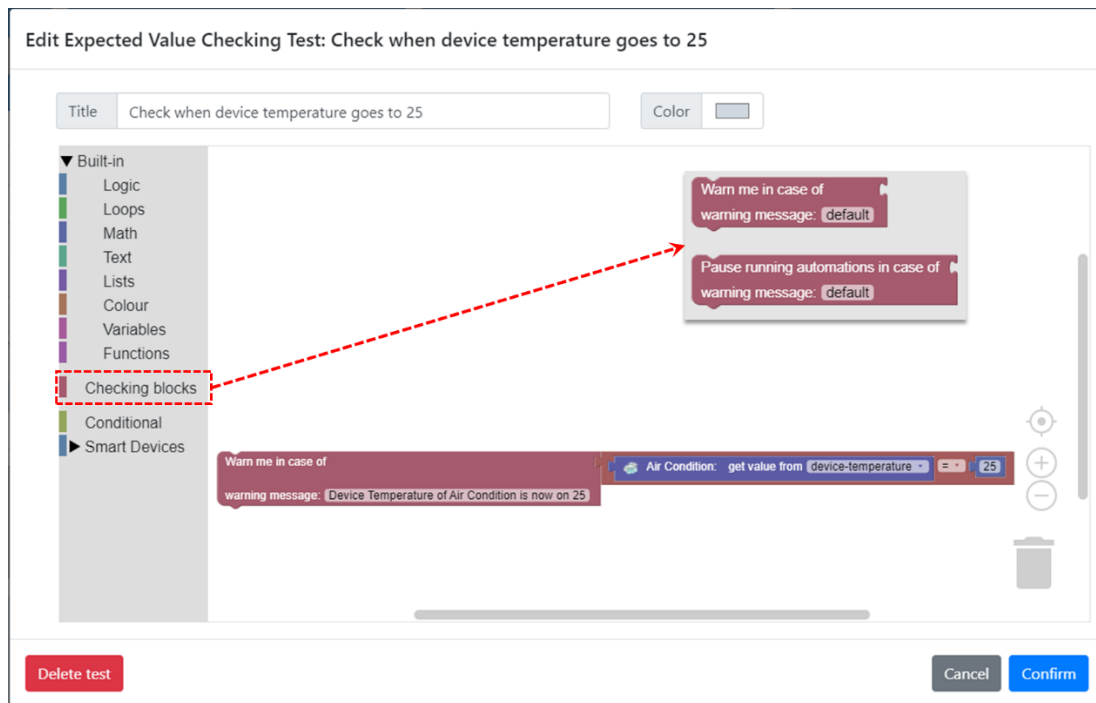 Edit Expected Value Checking Test: Check when device temperature goes to 25
Title Check when device temperature goes to 25 Color
Built-in
Logic
Loops
Math
Text
Lists
Colour
Variables
Functions
Checking blocks
Conditional
Smart Devices
Warn me in case of
warning message: default
Pause running automations in case of
warning message: default
Warn me in case of
warning message: Device Temperature of Air Condition is now on 25
Air Condition: get value from device-temperature = 25
Delete test Cancel Confirm